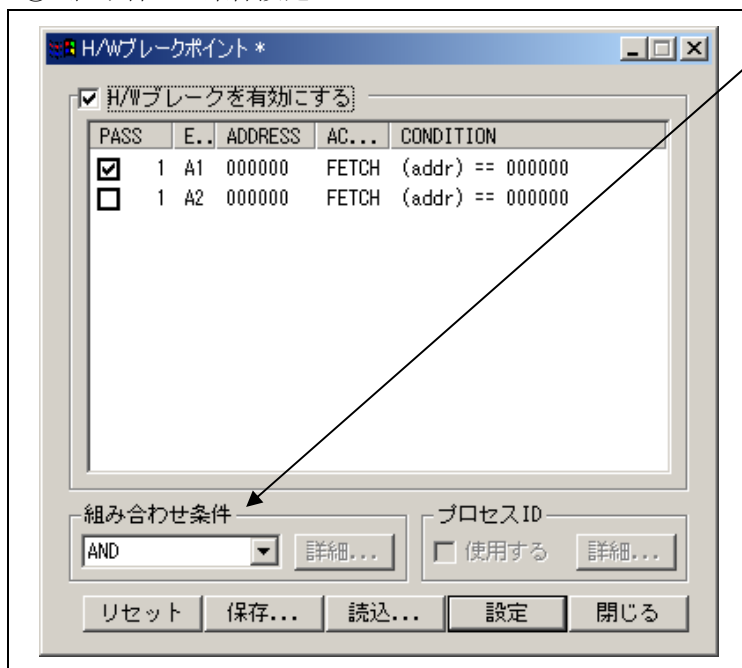 H/Wブレークポイント *
H/Wブレークを有効にする
PASS E.. ADDRESS AC... CONDITION
1 A1 000000 FETCH (addr) == 000000
1 A2 000000 FETCH (addr) == 000000
組み合わせ条件
AND
詳細...
プロセスID
使用する
詳細...
リセット
保存...
読込...
設定
閉じる